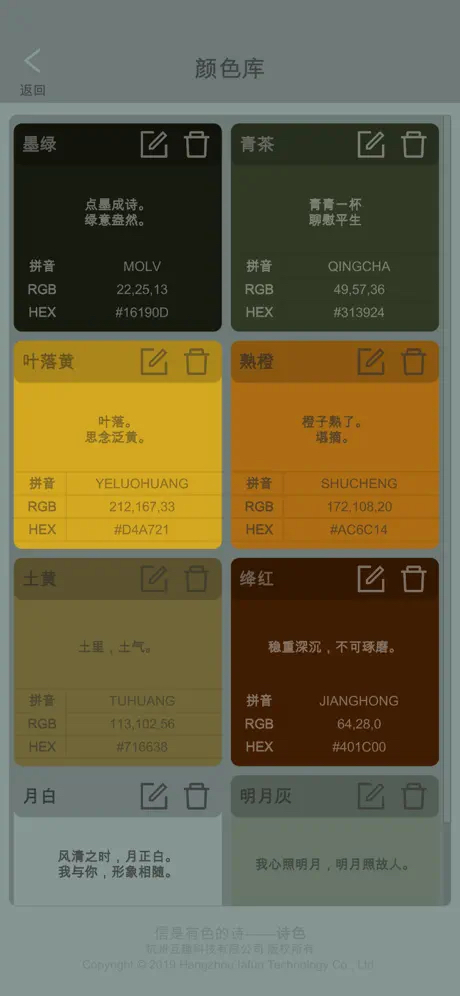 颜色库
返回
墨绿
点墨成诗。
绿意盎然。
拼音 MOLV
RGB 22,25,13
HEX #16190D
青茶
青青一杯
聊慰平生
拼音 QINGCHA
RGB 49,57,36
HEX #313924
叶落黄
叶落。
思念泛黄。
拼音 YELUOHUANG
RGB 212,167,33
HEX #D4A721
熟橙
橙子熟了。
堪摘。
拼音 SHUCHENG
RGB 172,108,20
HEX #AC6C14
土黄
土里，土气。
拼音 TUHUANG
RGB 113,102,56
HEX #716638
绛红
稳重深沉，不可琢磨。
拼音 JIANGHONG
RGB 64,28,0
HEX #401C00
月白
风清之时，月正白。
我与你，形象相随。
明月灰
我心照明月，明月照故人。
信是有色的诗——诗色
杭州五趣科技有限公司 版权所有
Copyright © 2019 Hangzhou Iafun Technology Co., Ltd